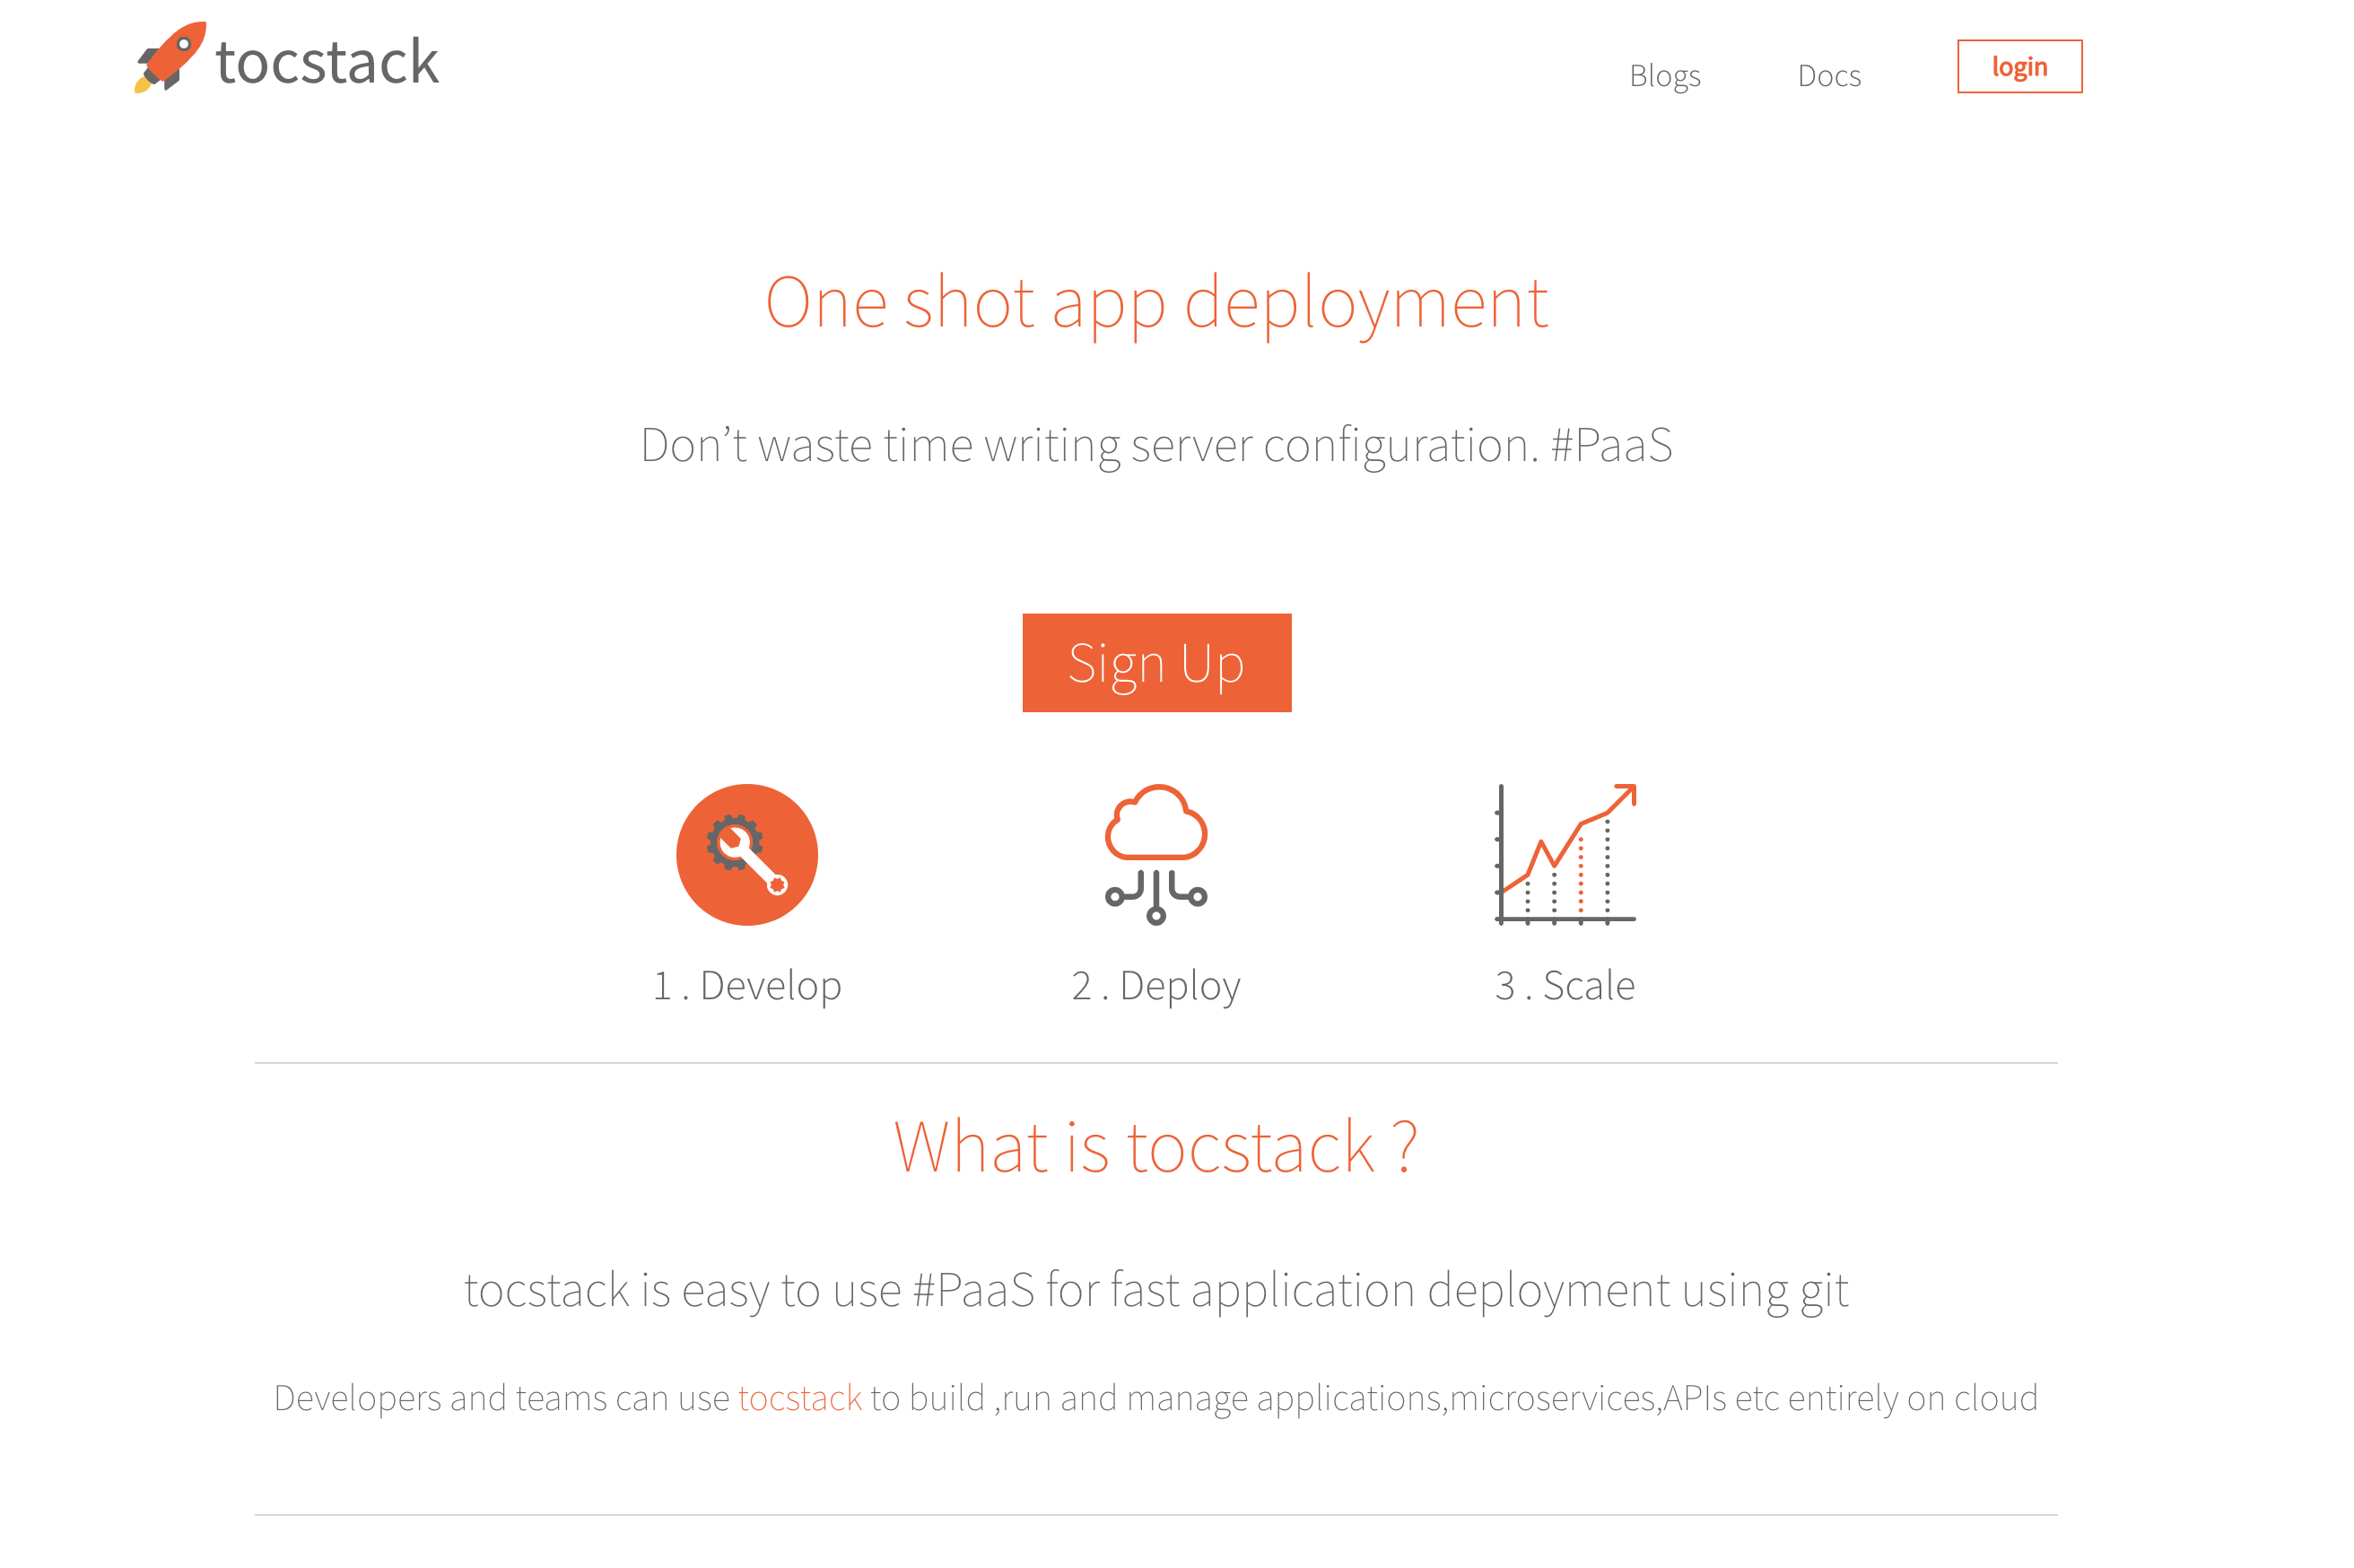 tocstack
Blogs
Docs
login
One shot app deployment
Don’t waste time writing server configuration. #PaaS
Sign Up
1 . Develop
2 . Deploy
3 . Scale
What is tocstack ?
tocstack is easy to use #PaaS for fast application deployment using git
Developers and teams can use tocstack to build ,run and manage applications,microservices,APIs etc entirely on cloud